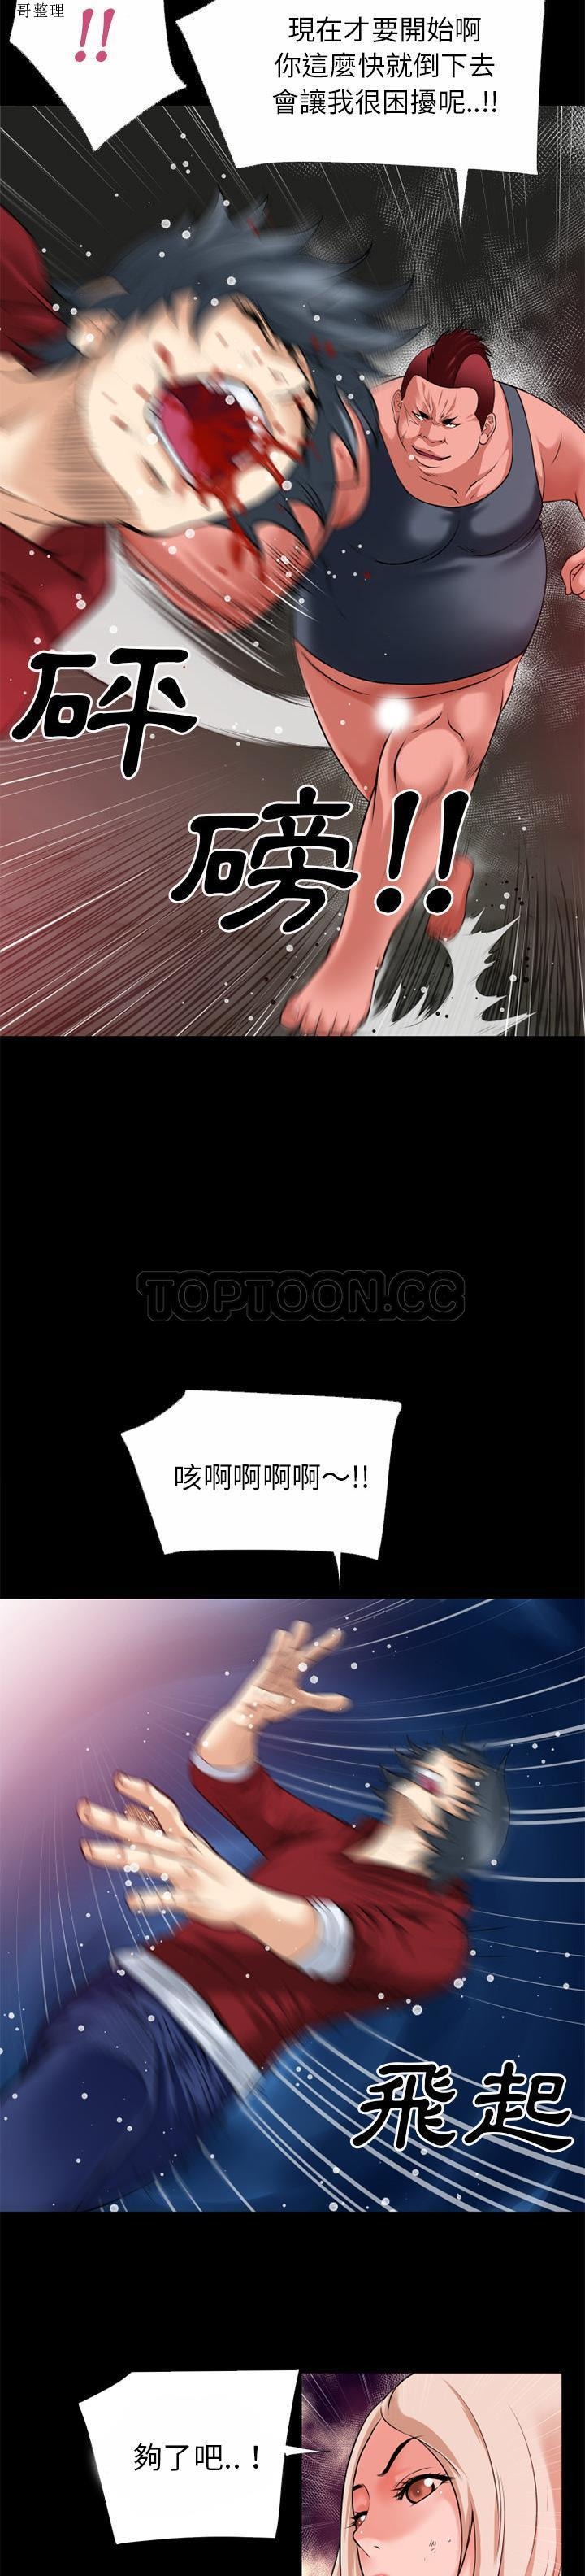 哥整理
!!
現在才要開始啊
你這麼快就倒下去
會讓我很困擾呢..!!
砰
磅!!
TOPTOON.CC
咳啊啊啊啊～!!
飛起
夠了吧..！